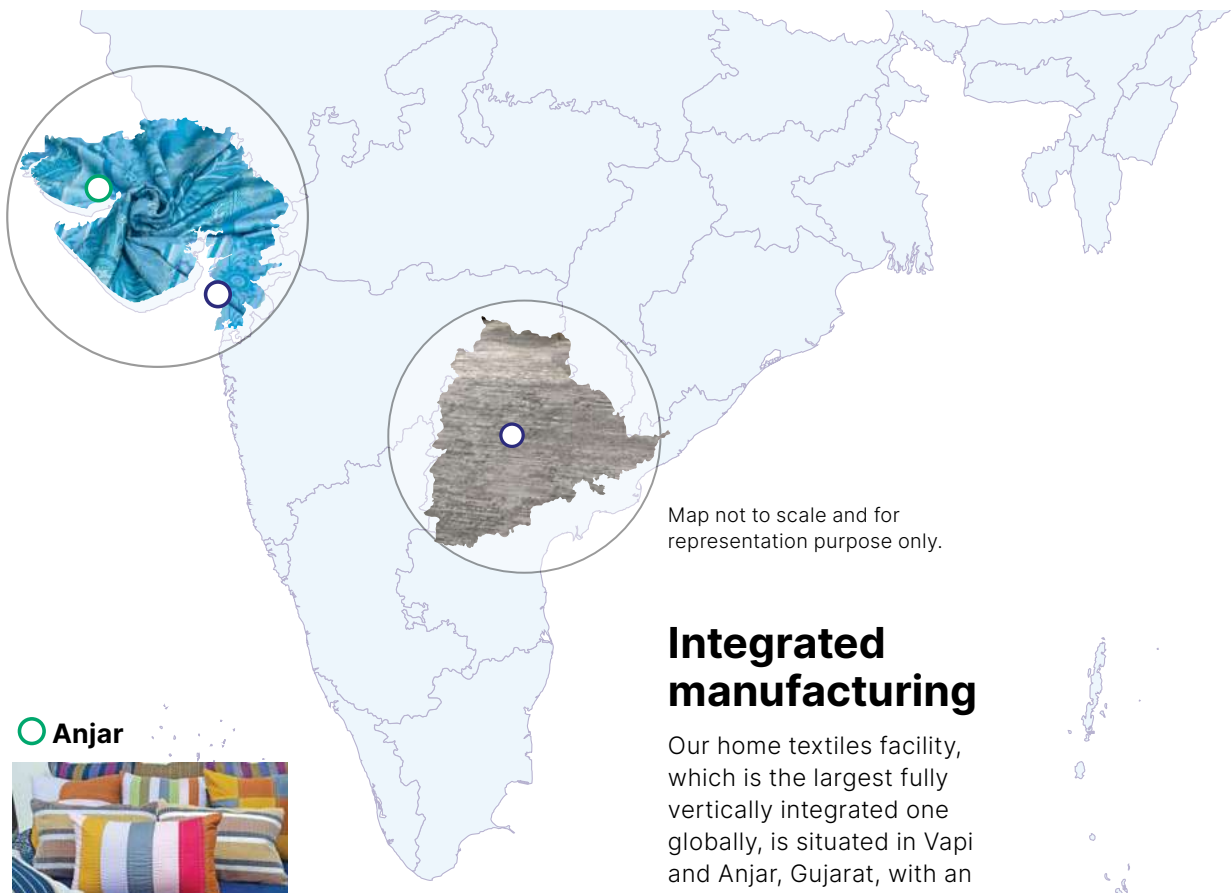 Map not to scale and for
representation purpose only.
Integrated
manufacturing
Our home textiles facility,
which is the largest fully
vertically integrated one
globally, is situated in Vapi
and Anjar, Gujarat, with an
Anjar